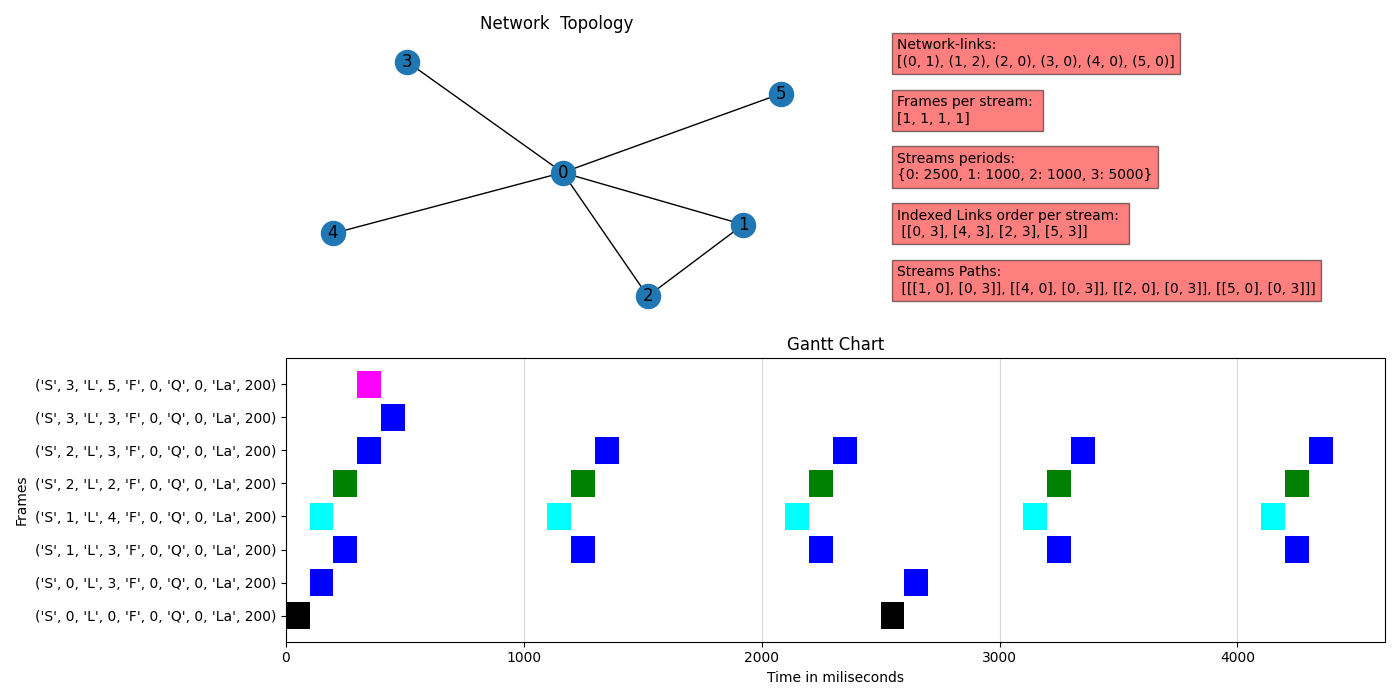 Network  Topology
3
5
0
4
1
2
Network-links:
[(0, 1), (1, 2), (2, 0), (3, 0), (4, 0), (5, 0)]
Frames per stream:
[1, 1, 1, 1]
Streams periods:
{0: 2500, 1: 1000, 2: 1000, 3: 5000}
Indexed Links order per stream:
[[0, 3], [4, 3], [2, 3], [5, 3]]
Streams Paths:
[[[1, 0], [0, 3]], [[4, 0], [0, 3]], [[2, 0], [0, 3]], [[5, 0], [0, 3]]]
Gantt Chart
Frames
('S', 3, 'L', 5, 'F', 0, 'Q', 0, 'La', 200)
('S', 3, 'L', 3, 'F', 0, 'Q', 0, 'La', 200)
('S', 2, 'L', 3, 'F', 0, 'Q', 0, 'La', 200)
('S', 2, 'L', 2, 'F', 0, 'Q', 0, 'La', 200)
('S', 1, 'L', 4, 'F', 0, 'Q', 0, 'La', 200)
('S', 1, 'L', 3, 'F', 0, 'Q', 0, 'La', 200)
('S', 0, 'L', 3, 'F', 0, 'Q', 0, 'La', 200)
('S', 0, 'L', 0, 'F', 0, 'Q', 0, 'La', 200)
0 1000 2000 3000 4000
Time in miliseconds